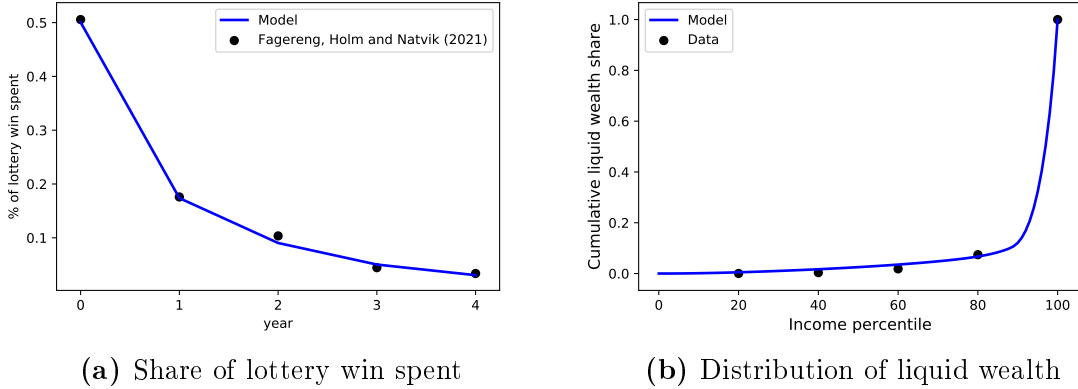 0.5
0.4
0.3
0.2
0.1
% of lottery win spent
Model
Fagereng, Holm and Natvik (2021)
0 1 2 3 4
year
(a) Share of lottery win spent
1.0
0.8
0.6
0.4
0.2
0.0
Cumulative liquid wealth share
Model
Data
0 20 40 60 80 100
Income percentile
(b) Distribution of liquid wealth